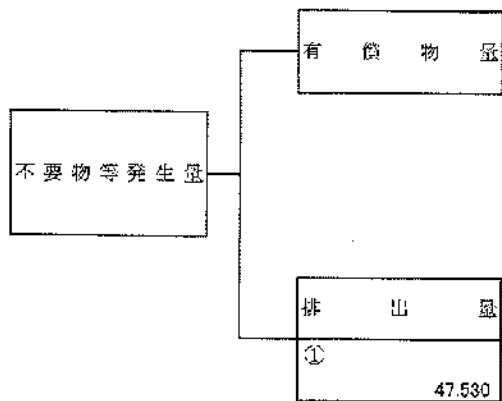 有償物量
不要物等発生量
排出量
①
47.530